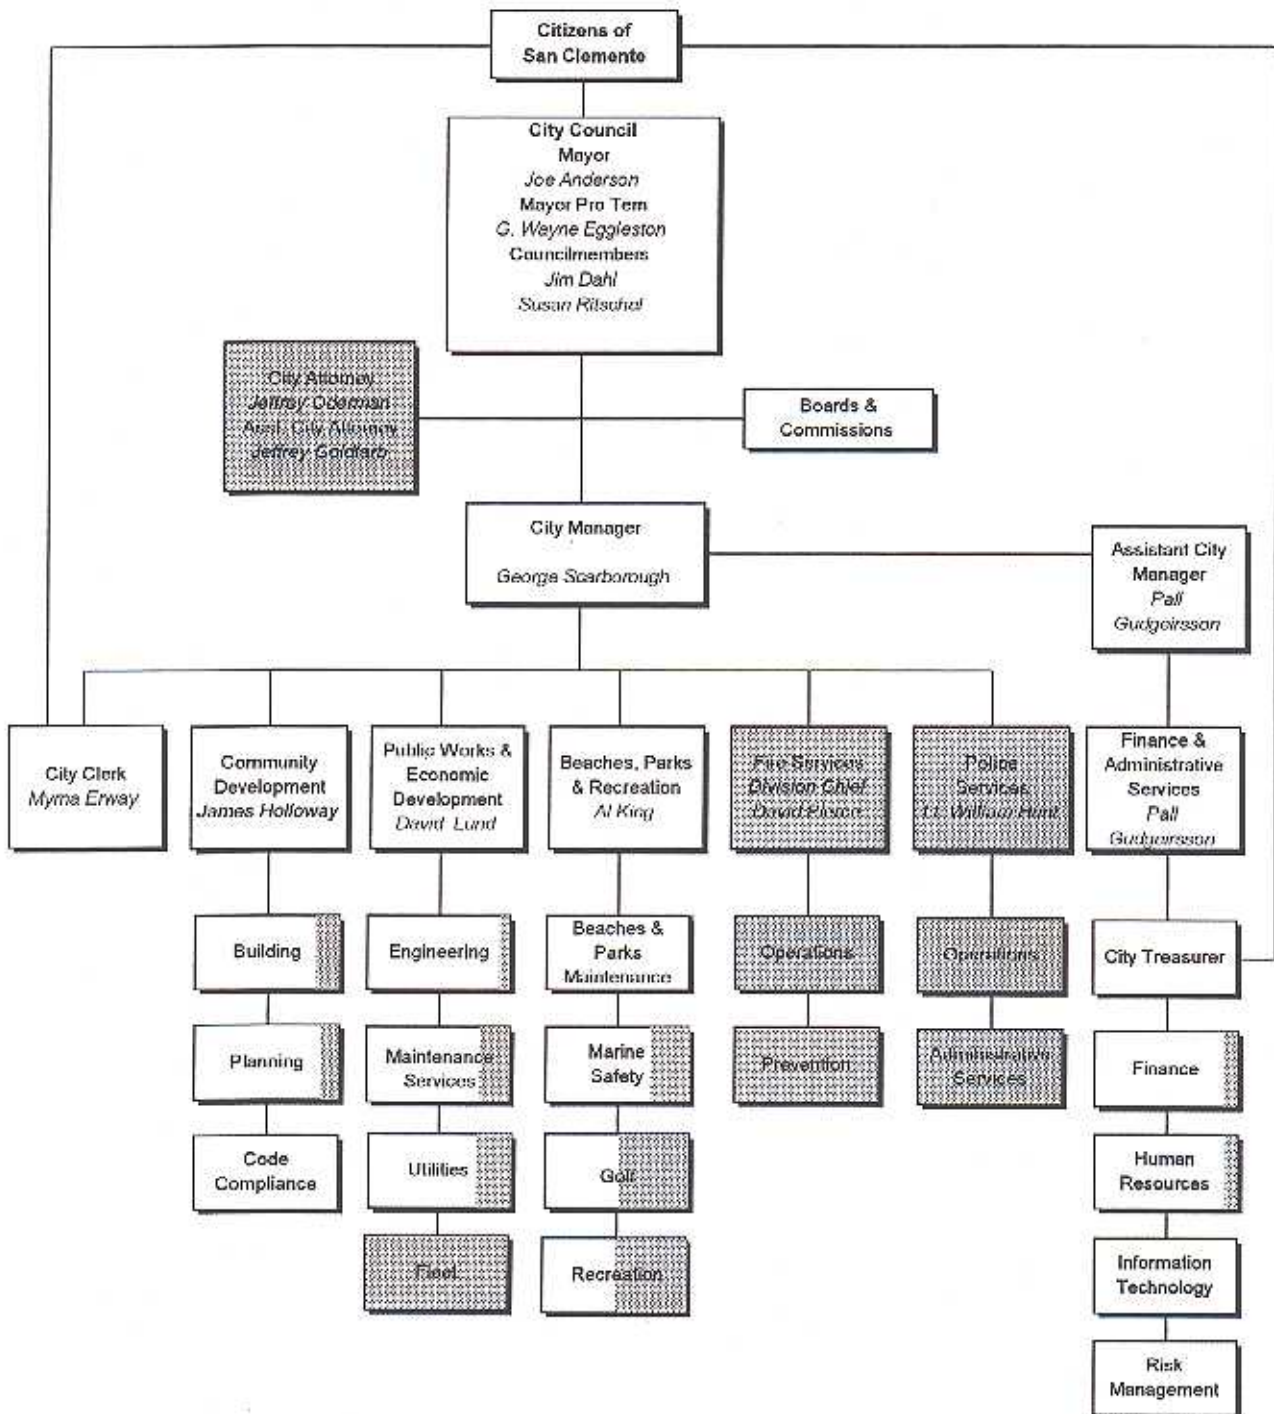 Citizens of
San Clemente
City Council
Mayor
Joe Anderson
Mayor Pro Tem
G. Wayne Eggleston
Councilmembers
Jim Dahl
Susan Ritschel
City Attorney
Jeffrey Oderman
Asst. City Attorney
Jeffrey Goldfarb
Boards &
Commissions
City Manager
George Scarborough
Assistant City
Manager
Pall
Gudgeirsson
City Clerk
Myrna Erway
Community
Development
James Holloway
Public Works &
Economic
Development
David Lund
Beaches, Parks
& Recreation
Al King
Fire Services
Division Chief
David Pierce
Police
Services
Lt. William Hunt
Finance &
Administrative
Services
Pall
Gudgeirsson
Building
Engineering
Beaches &
Parks
Maintenance
Operations
Operations
City Treasurer
Planning
Maintenance
Services
Marine
Safety
Prevention
Administrative
Services
Finance
Code
Compliance
Utilities
Golf
Human
Resources
Fleet
Recreation
Information
Technology
Risk
Management